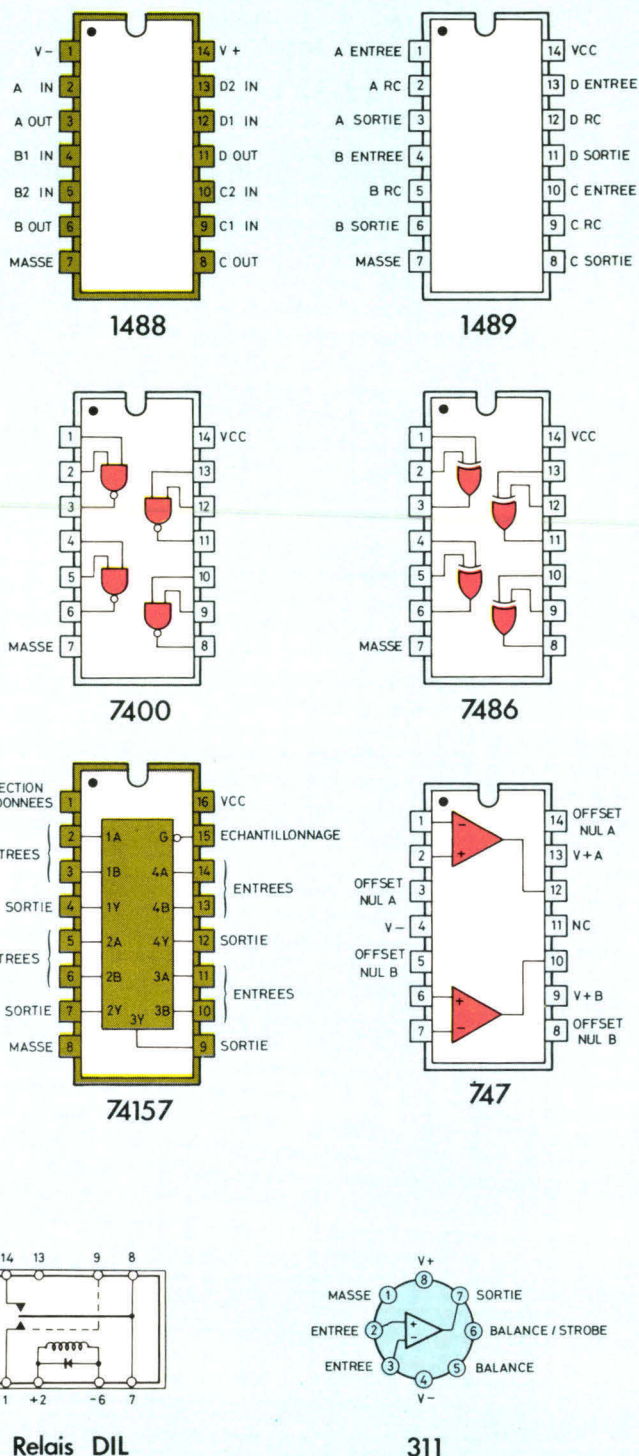 V- 1 14 V+
A IN 2 13 D2 IN
A OUT 3 12 D1 IN
B1 IN 4 11 D OUT
B2 IN 5 10 C2 IN
B OUT 6 9 C1 IN
MASSE 7 8 C OUT
1488
A ENTREE 1 14 VCC
A RC 2 13 D ENTREE
A SORTIE 3 12 D RC
B ENTREE 4 11 D SORTIE
B RC 5 10 C ENTREE
B SORTIE 6 9 C RC
MASSE 7 8 C SORTIE
1489
1 14 VCC
2 13
3 12
4 11
5 10
6 9
MASSE 7 8
7400
1 14 VCC
2 13
3 12
4 11
5 10
6 9
MASSE 7 8
7486
ECTION
ONNEES 1 16 VCC
2 1A G 15 ECHANTILLONNAGE
TREES
3 1B 4A 14
ENTREES
SORTIE 4 1Y 4B 13
5 2A 4Y 12 SORTIE
TREES
6 2B 3A 11
ENTREES
SORTIE 7 2Y 3B 10
3Y
MASSE 8 9 SORTIE
74157
1 - 14 OFFSET
NUL A
2 + 13 V+A
OFFSET 3 12
NUL A
V- 4 11 NC
OFFSET 5 10
NUL B
6 + 9 V+B
7 - 8 OFFSET
NUL B
747
14 13 9 8
1 +2 -6 7
Relais DIL
V+
8
MASSE 1 7 SORTIE
ENTREE 2 + 6 BALANCE / STROBE
-
ENTREE 3 5 BALANCE
4
V-
311